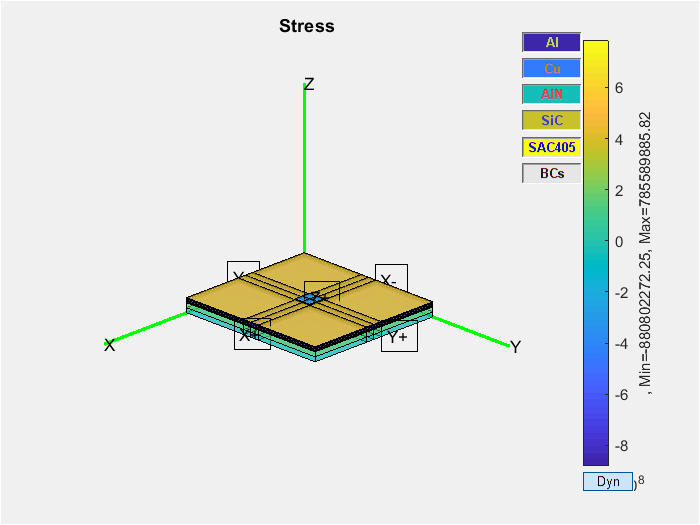 Stress
Al
Cu
AlN
SiC
SAC405
BCs
Z
Y
X-
Z-
X+
Y+
X
Y
6
4
2
0
-2
-4
-6
-8
, Min=-880802272.25, Max=785589885.82
Dyn
)8